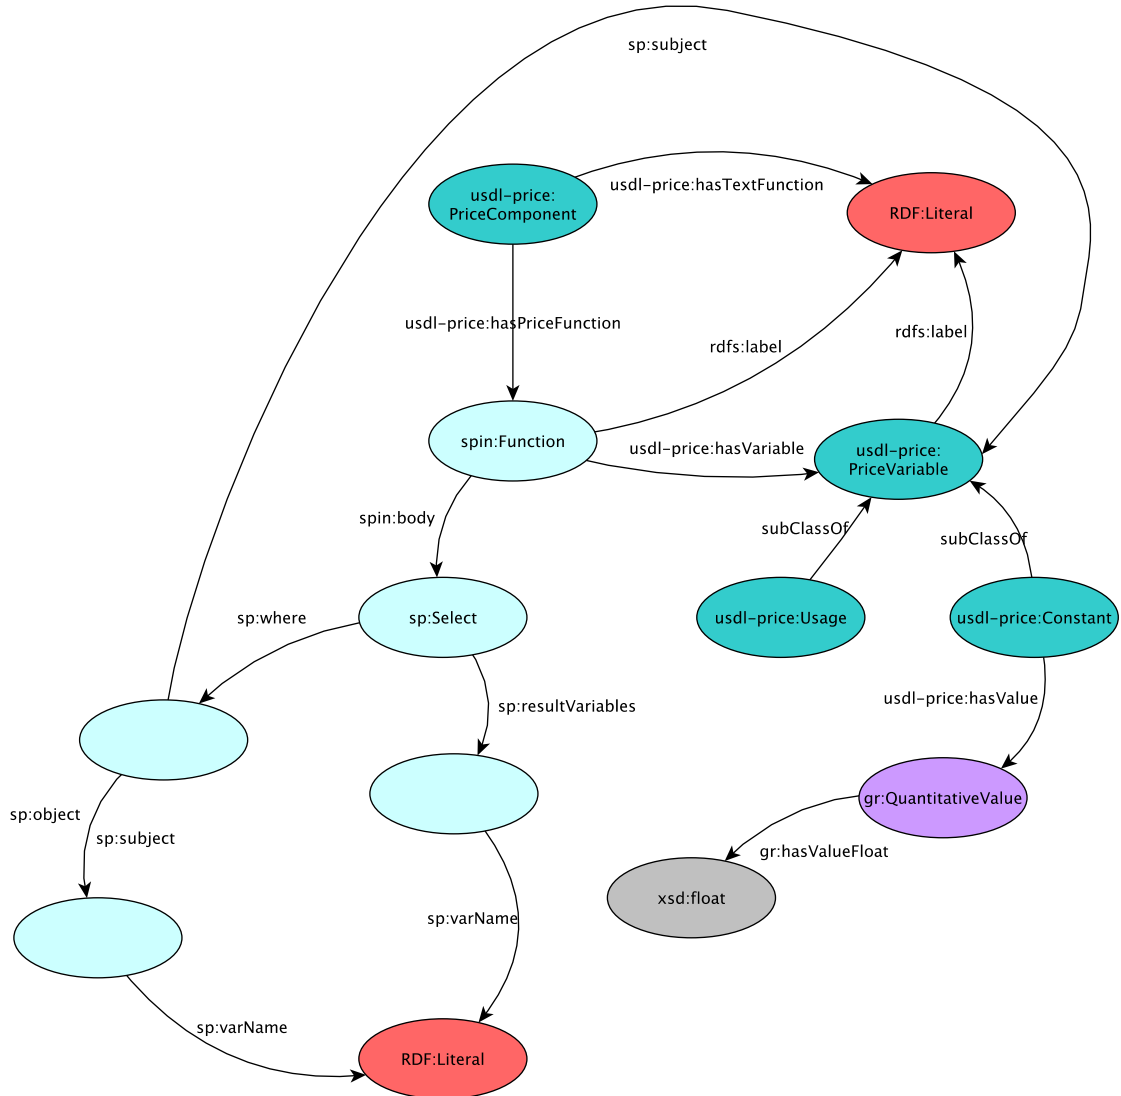 sp:subject
usdl-price:
PriceComponent
usdl-price:hasTextFunction
RDF:Literal
usdl-price:hasPriceFunction
rdfs:label
rdfs:label
spin:Function
usdl-price:hasVariable
usdl-price:
PriceVariable
spin:body
subClassOf
subClassOf
sp:where
sp:Select
usdl-price:Usage
usdl-price:Constant
sp:resultVariables
usdl-price:hasValue
gr:QuantitativeValue
sp:object
sp:subject
gr:hasValueFloat
xsd:float
sp:varName
sp:varName
RDF:Literal